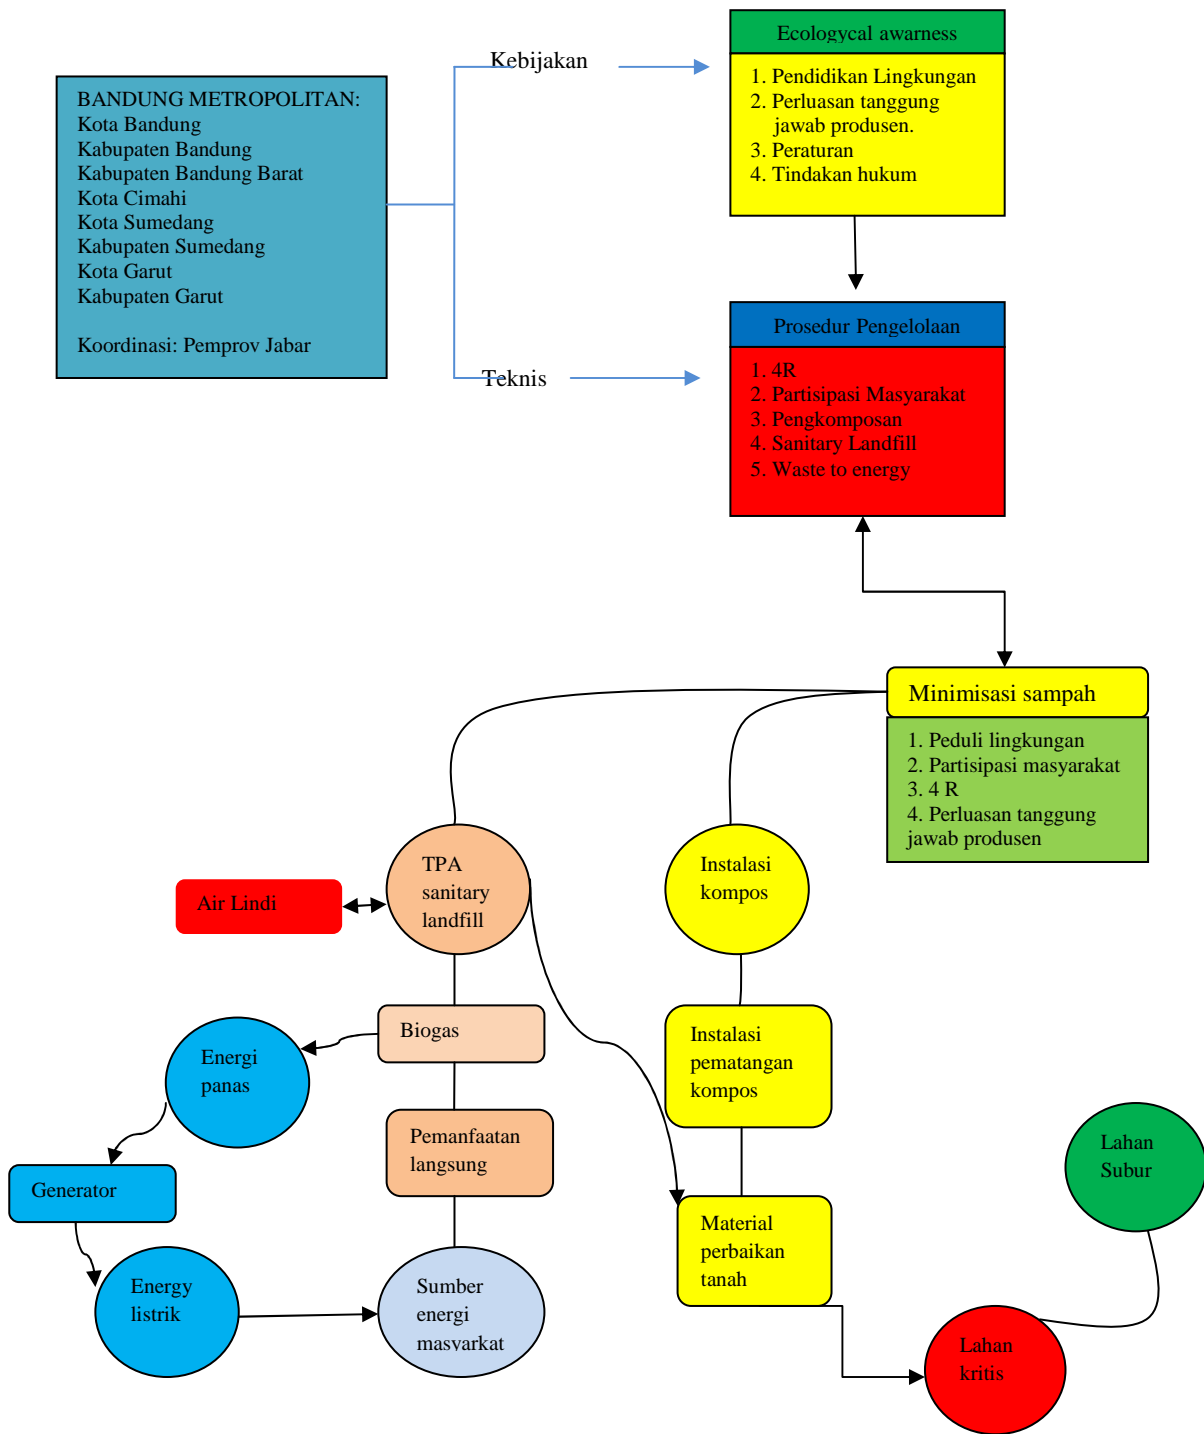 Ecologycal awarness
1. Pendidikan Lingkungan
2. Perluasan tanggung
jawab produsen.
3. Peraturan
4. Tindakan hukum
Kebijakan
BANDUNG METROPOLITAN:
Kota Bandung
Kabupaten Bandung
Kabupaten Bandung Barat
Kota Cimahi
Kota Sumedang
Kabupaten Sumedang
Kota Garut
Kabupaten Garut
Koordinasi: Pemprov Jabar
Teknis
Prosedur Pengelolaan
1. 4R
2. Partisipasi Masyarakat
3. Pengkomposan
4. Sanitary Landfill
5. Waste to energy
Minimisasi sampah
1. Peduli lingkungan
2. Partisipasi masyarakat
3. 4 R
4. Perluasan tanggung
jawab produsen
TPA
sanitary
landfill
Instalasi
kompos
Air Lindi
Biogas
Energi
panas
Instalasi
pematangan
kompos
Pemanfaatan
langsung
Lahan
Subur
Generator
Material
perbaikan
tanah
Energy
listrik
Sumber
energi
masyarkat
Lahan
kritis